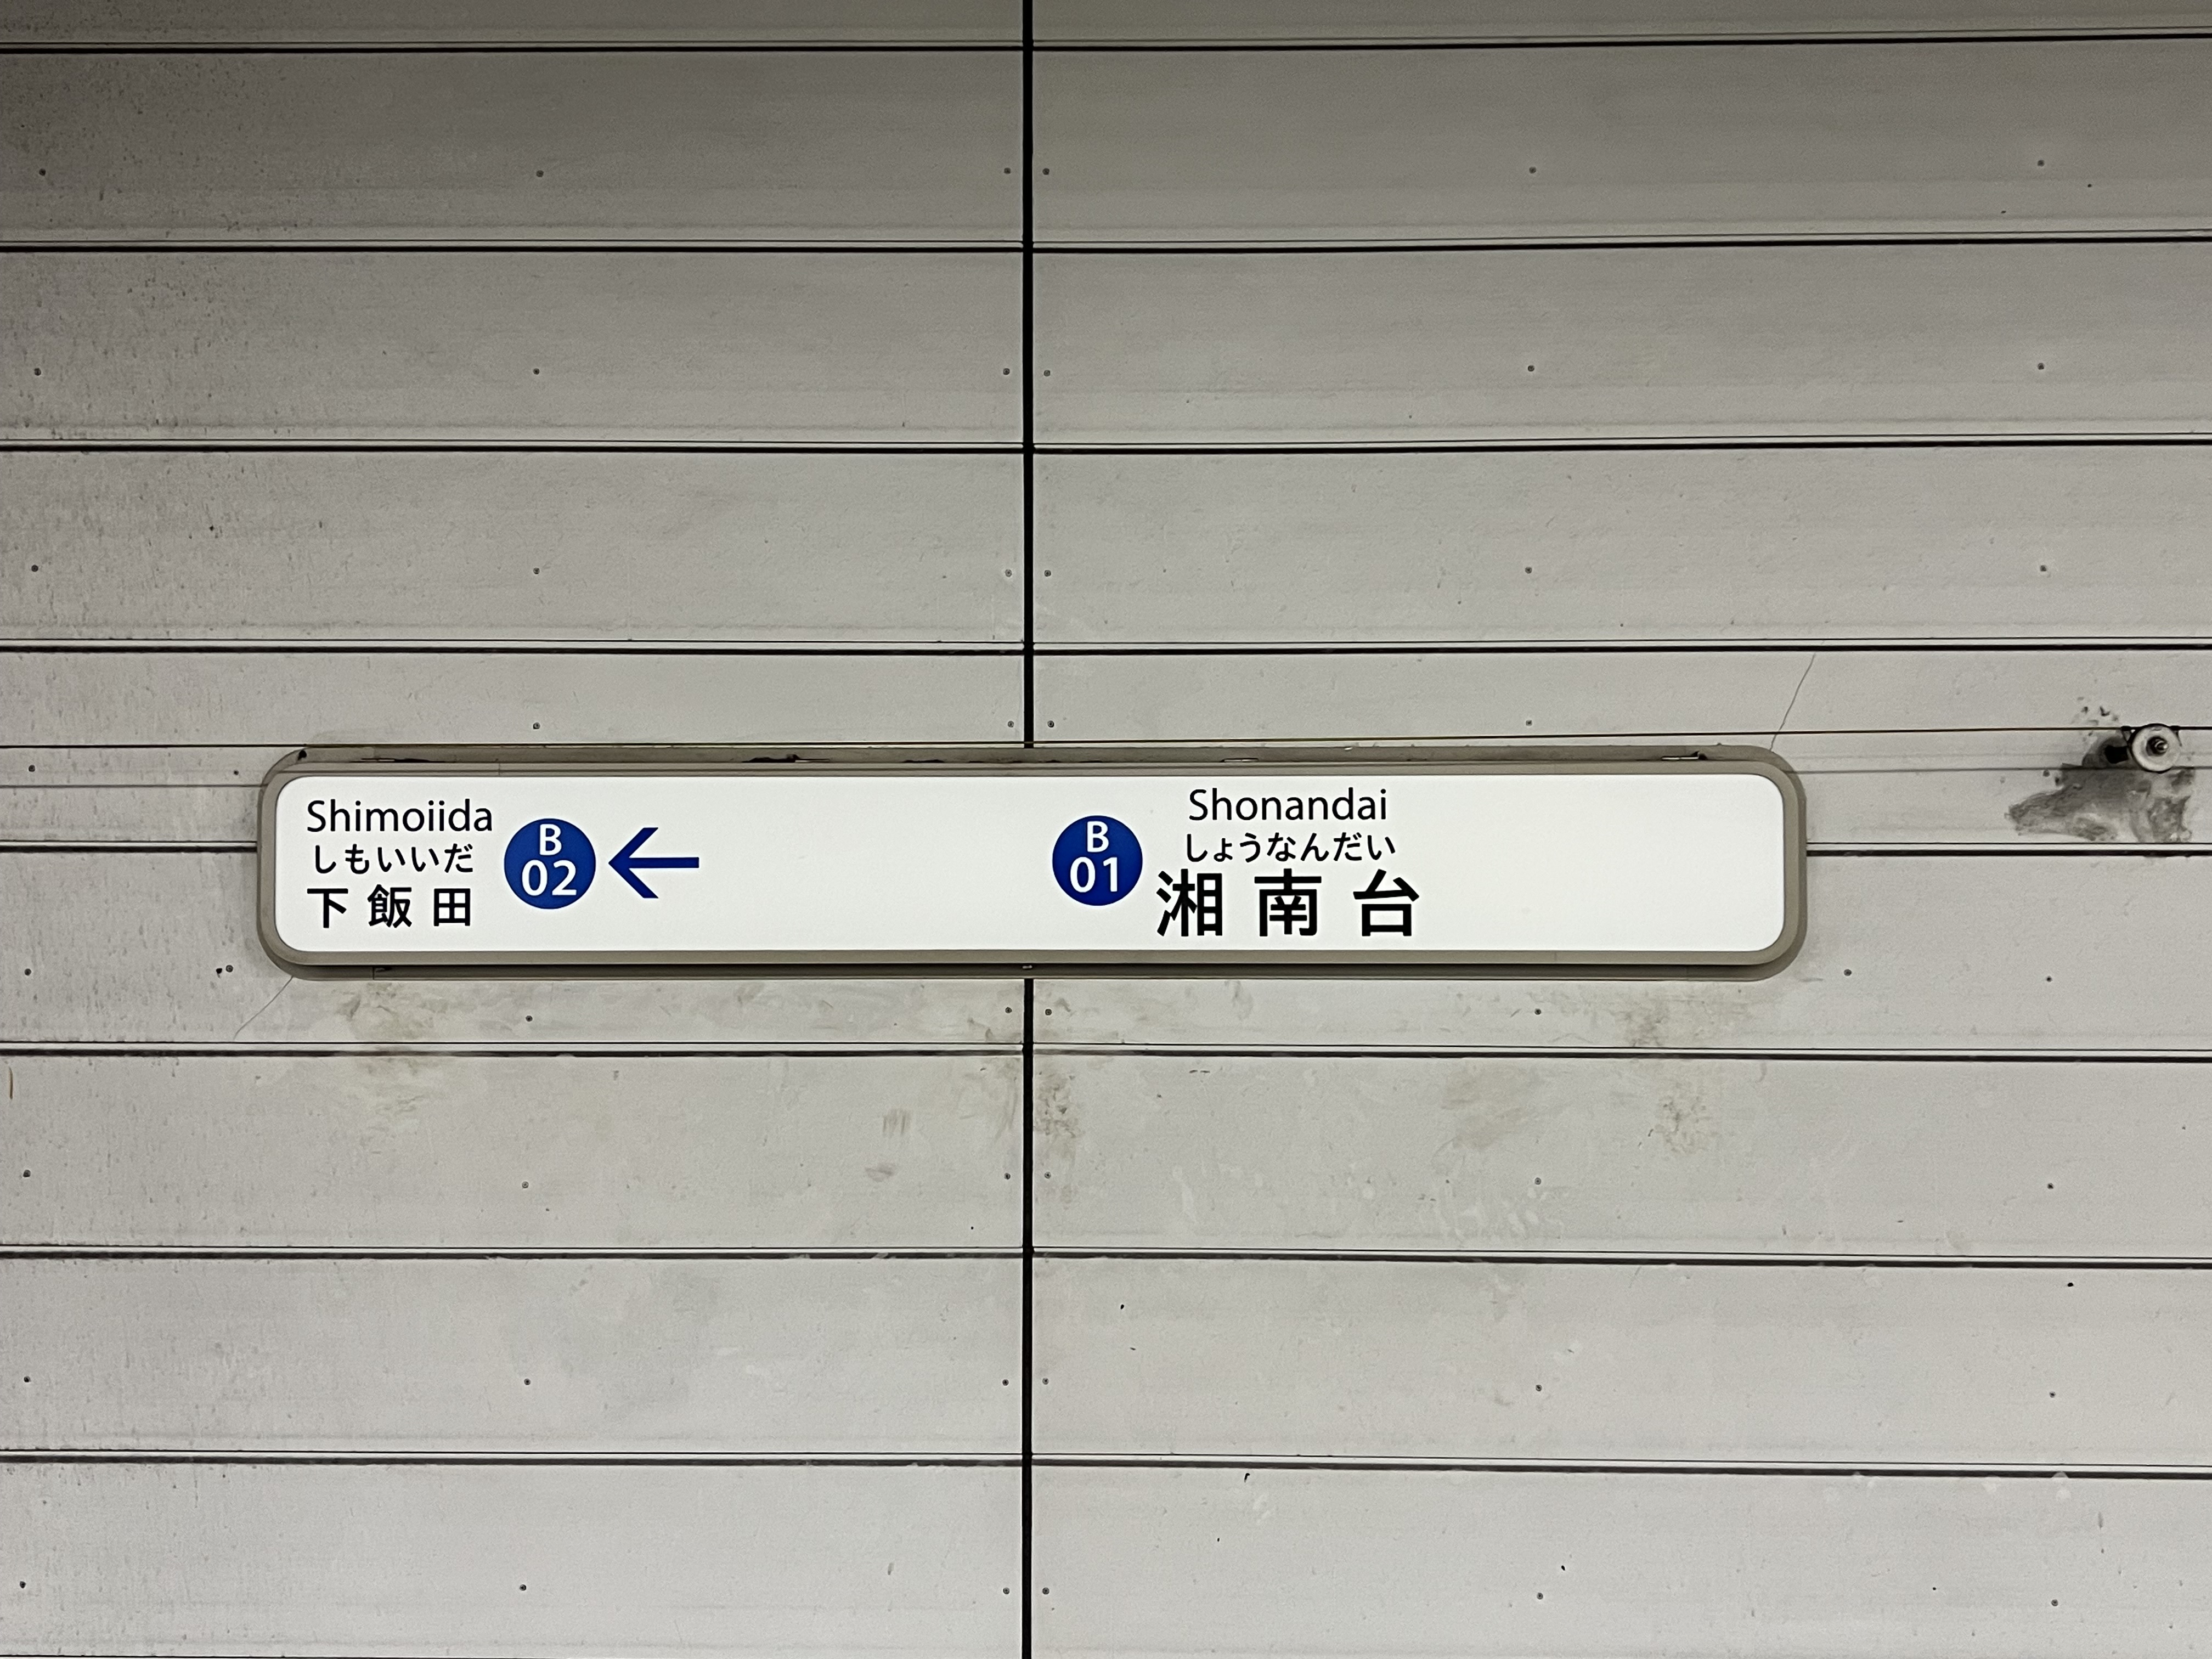 Shimoiida
しもいいだ
下飯田
B
02
←
B
01
Shonandai
しょうなんだい
湘南台